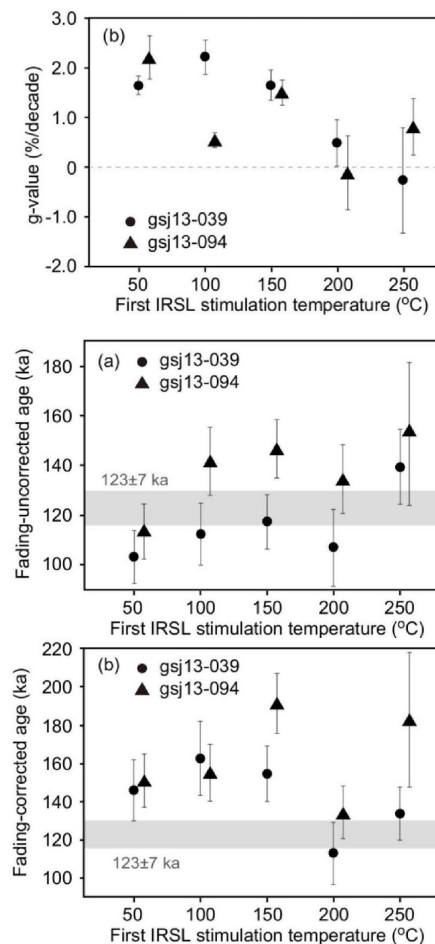 3.0
(b)
2.0
1.0
0
-1.0
-2.0
g-value (%/decade)
gsj13-039
gsj13-094
50 100 150 200 250
First IRSL stimulation temperature (°C)
(a)
gsj13-039
gsj13-094
180
160
140
120
100
Fading-uncorrected age (ka)
123±7 ka
50 100 150 200 250
First IRSL stimulation temperature (°C)
(b)
gsj13-039
gsj13-094
220
200
180
160
140
120
100
Fading-corrected age (ka)
123±7 ka
50 100 150 200 250
First IRSL stimulation temperature (°C)